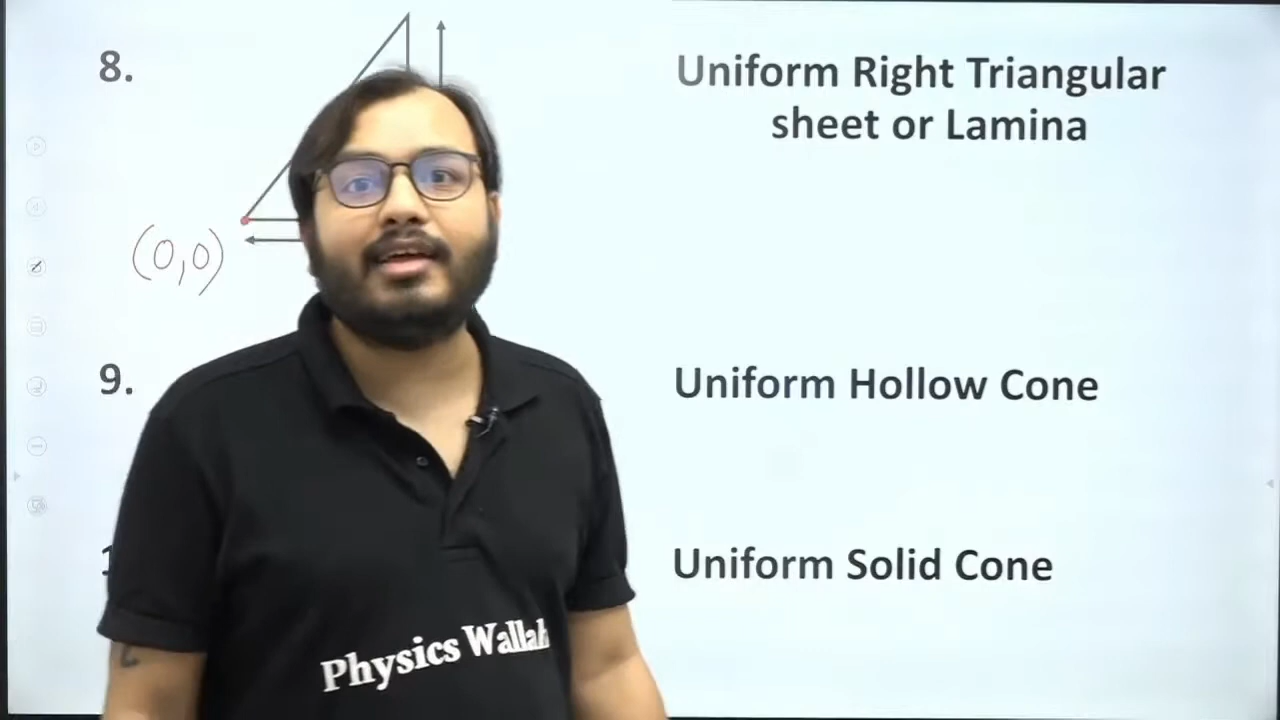 8.
Uniform Right Triangular
sheet or Lamina
(0,0)
9.
Uniform Hollow Cone
Uniform Solid Cone
Physics Wallah